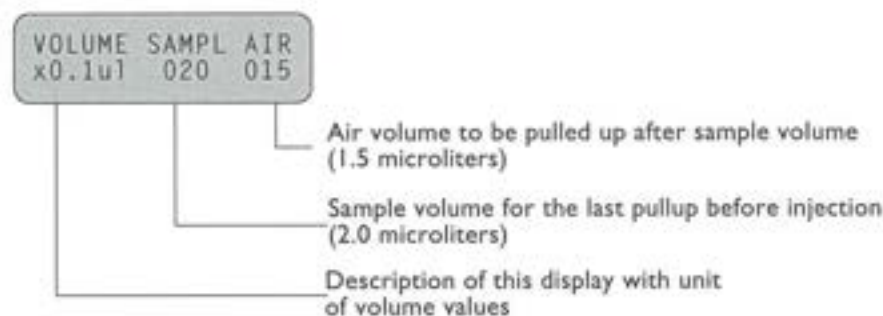 VOLUME SAMPL AIR
x0.1ul 020 015
Air volume to be pulled up after sample volume
(1.5 microliters)
Sample volume for the last pullup before injection
(2.0 microliters)
Description of this display with unit
of volume values